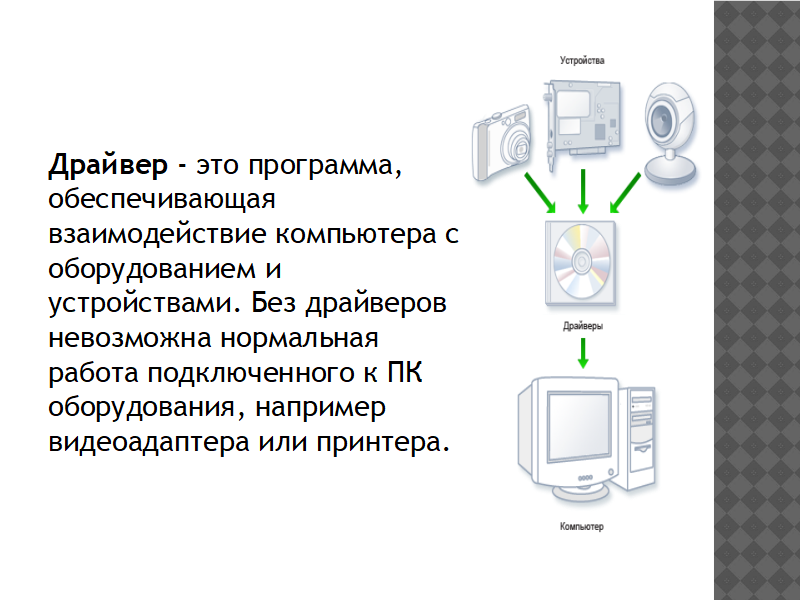 Драйвер - это программа,
обеспечивающая
взаимодействие компьютера с
оборудованием и
устройствами. Без драйверов
невозможна нормальная
работа подключенного к ПК
оборудования, например
видеоадаптера или принтера.
Устройства
Драйверы
Компьютер